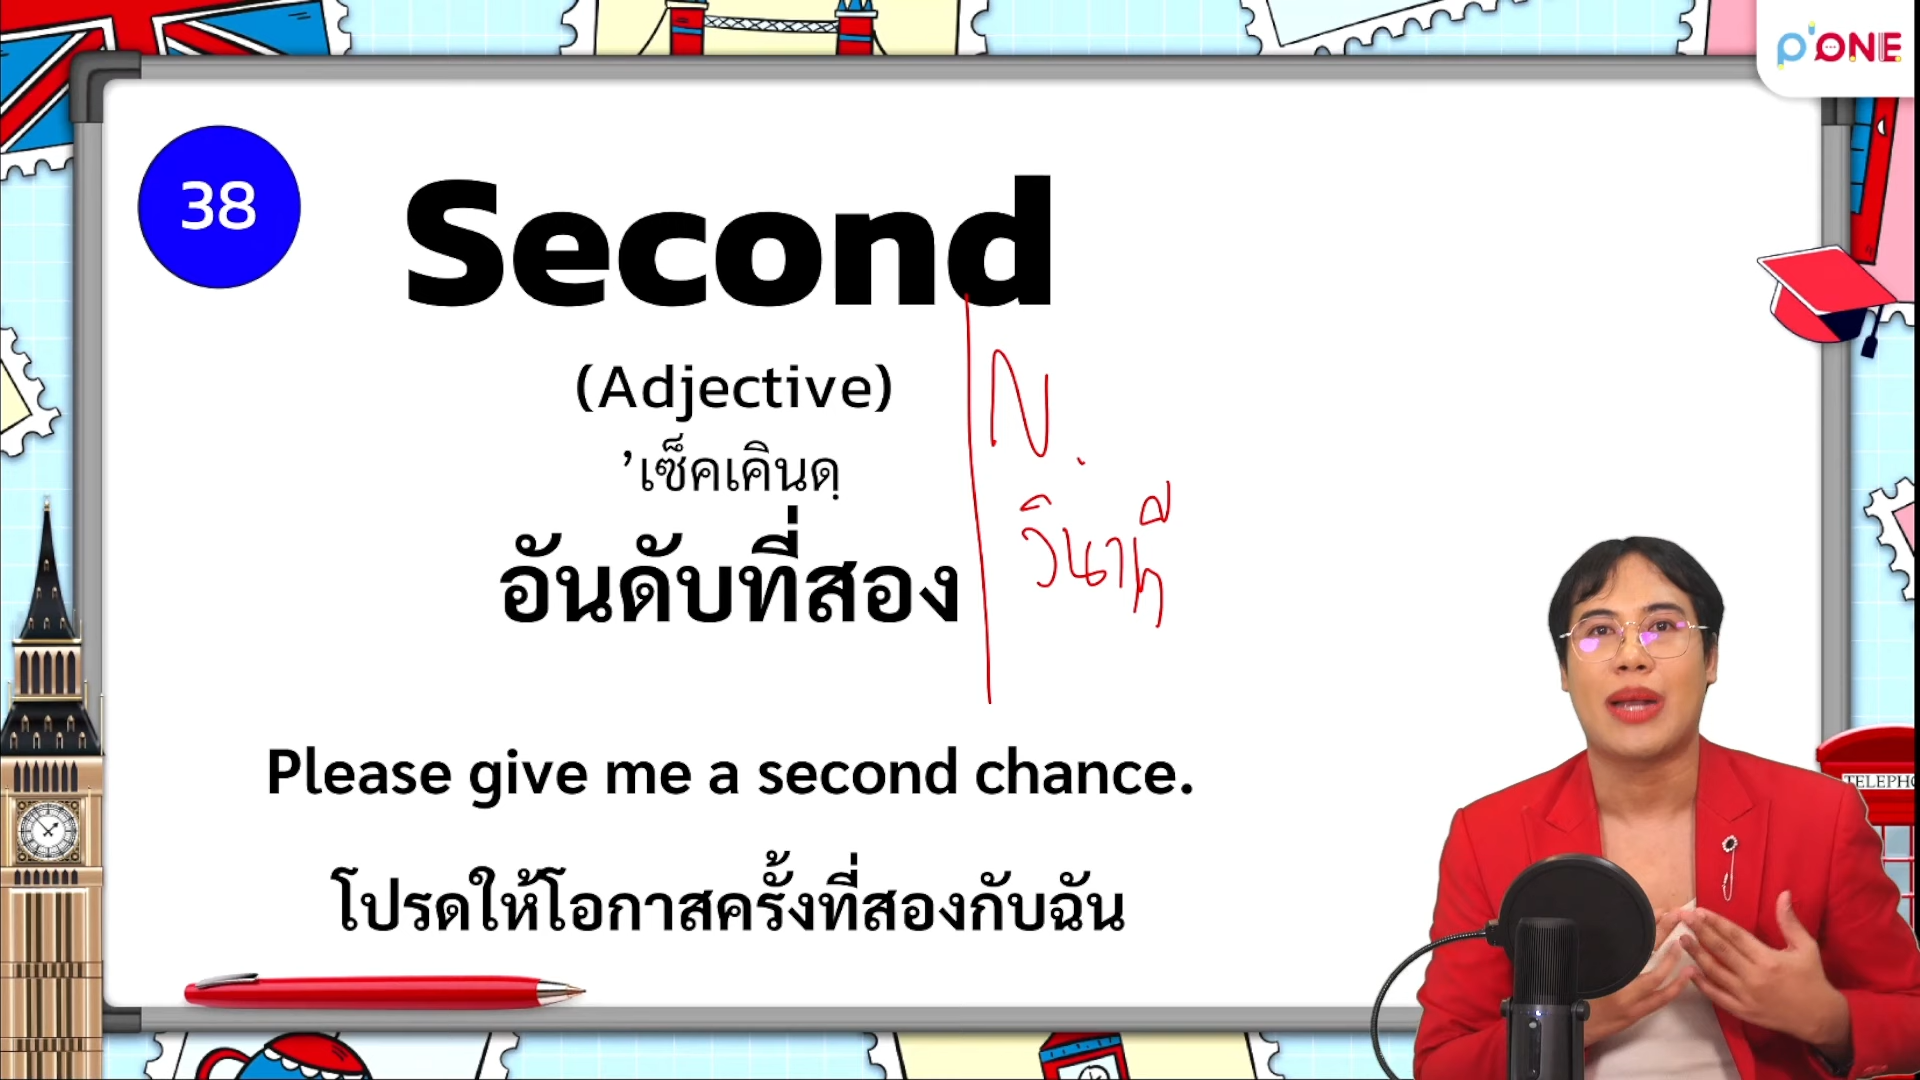 P'ONE
38
Second
(Adjective)
N.
'เซ็คเคินดฺ
วินาที
อันดับที่สอง
Please give me a second chance.
โปรดให้โอกาสครั้งที่สองกับฉัน